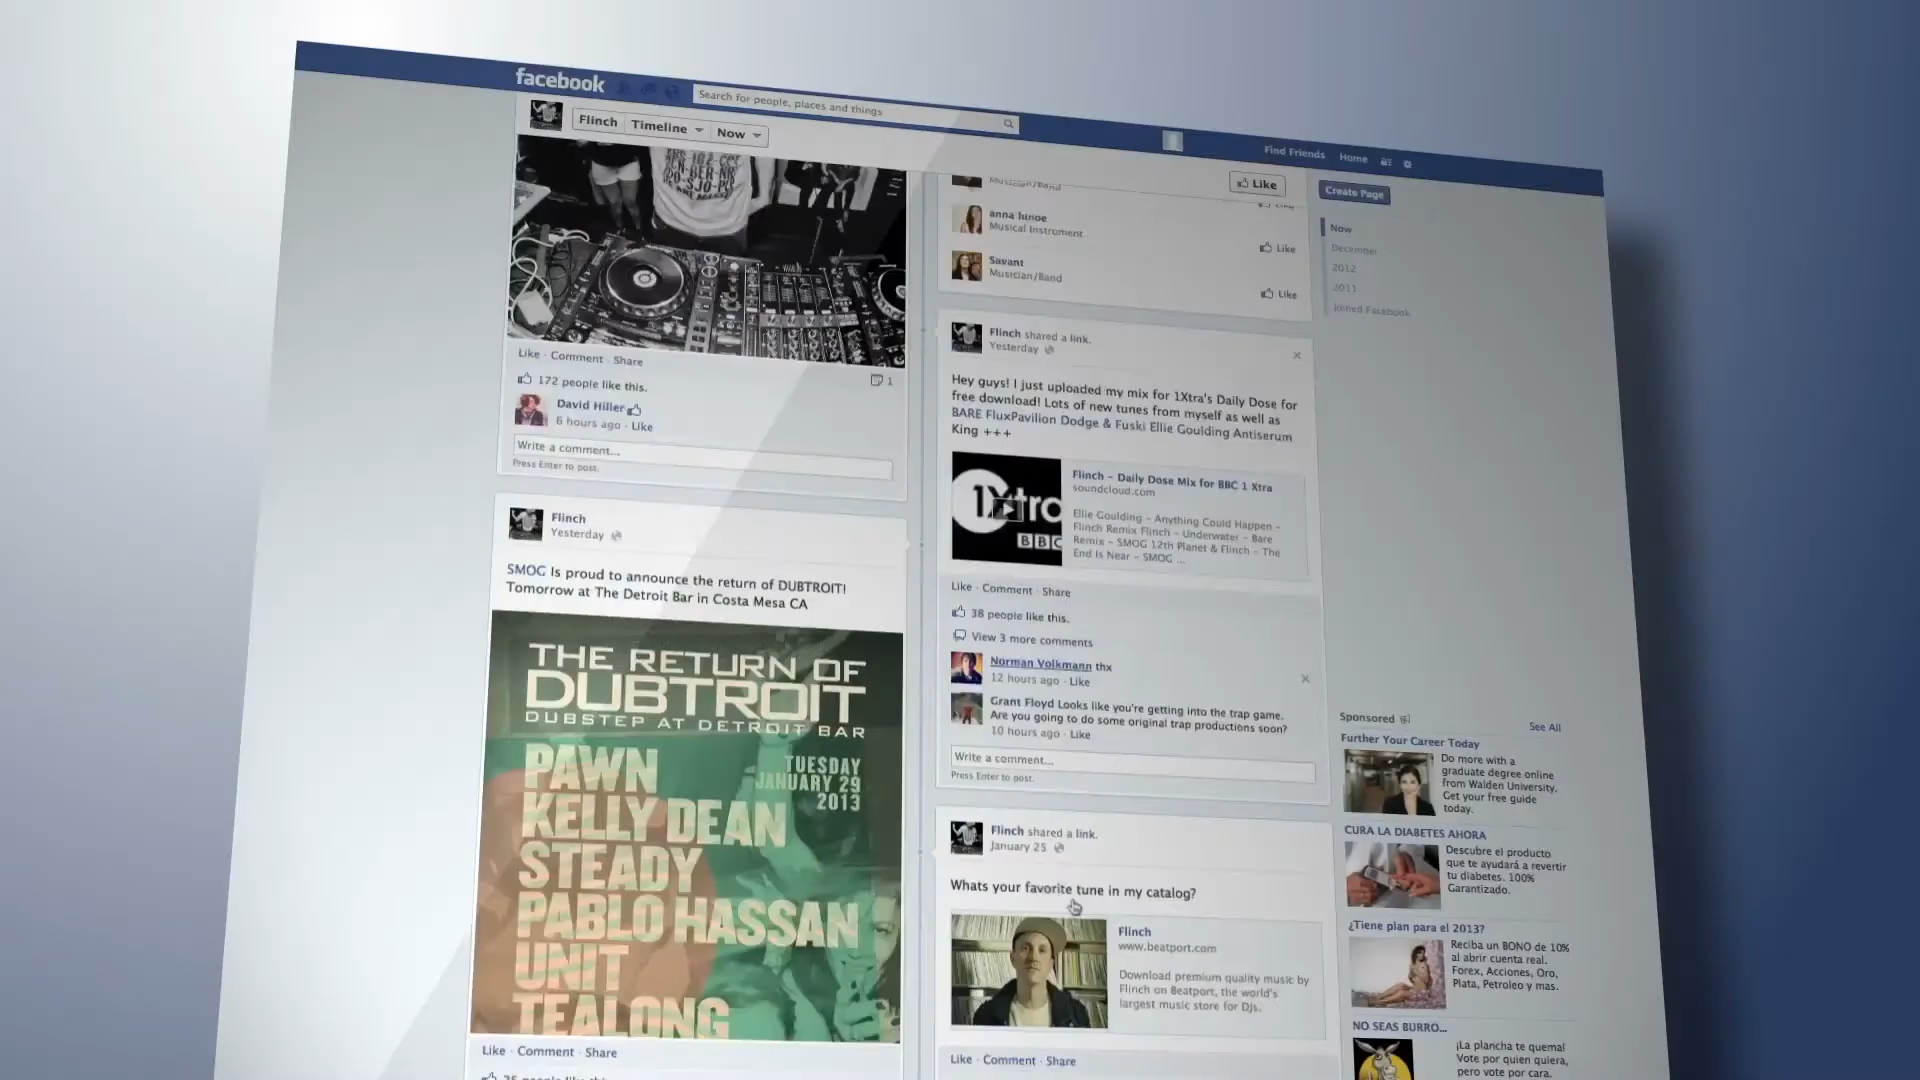 facebook
Search for people, places and things
Find Friends
Home
Flinch
Timeline
Now
Like
Create Page
Now
December
2012
2011
Joined Facebook
Like · Comment · Share
172 people like this.
1
David Hiller
6 hours ago · Like
Write a comment...
Press Enter to post.
Flinch
Yesterday
SMOG Is proud to announce the return of DUBTROIT!
Tomorrow at The Detroit Bar in Costa Mesa CA
THE RETURN OF
DUBTROIT
DUBSTEP AT DETROIT BAR
TUESDAY
JANUARY 29
2013
PAWN
KELLY DEAN
STEADY
PABLO HASSAN
UNIT
TEALONG
Like · Comment · Share
Musician/Band
anna lunoe
Musical Instrument
Like
Savant
Musician/Band
Like
Flinch shared a link.
Yesterday
Hey guys! I just uploaded my mix for 1Xtra's Daily Dose for
free download! Lots of new tunes from myself as well as
BARE FluxPavilion Dodge & Fuski Ellie Goulding Antiserum
King +++
1Xtra
BBC
Flinch - Daily Dose Mix for BBC 1 Xtra
soundcloud.com
Ellie Goulding - Anything Could Happen -
Flinch Remix Flinch - Underwater - Bare
Remix - SMOG 12th Planet & Flinch - The
End Is Near - SMOG ...
Like · Comment · Share
38 people like this.
View 3 more comments
Norman Volkmann thx
12 hours ago · Like
Grant Floyd Looks like you're getting into the trap game.
Are you going to do some original trap productions soon?
10 hours ago · Like
Write a comment...
Press Enter to post.
Flinch shared a link.
January 25
Whats your favorite tune in my catalog?
Flinch
www.beatport.com
Download premium quality music by
Flinch on Beatport, the world's
largest music store for DJs.
Like · Comment · Share
Sponsored
See All
Further Your Career Today
Do more with a
graduate degree online
from Walden University.
Get your free guide
today.
CURA LA DIABETES AHORA
Descubre el producto
que te ayudará a revertir
tu diabetes. 100%
Garantizado.
¿Tiene plan para el 2013?
Reciba un BONO de 10%
al abrir cuenta real.
Forex, Acciones, Oro,
Plata, Petroleo y mas.
NO SEAS BURRO...
¡La plancha te quema!
Vote por quien quiera,
pero vote por cara.